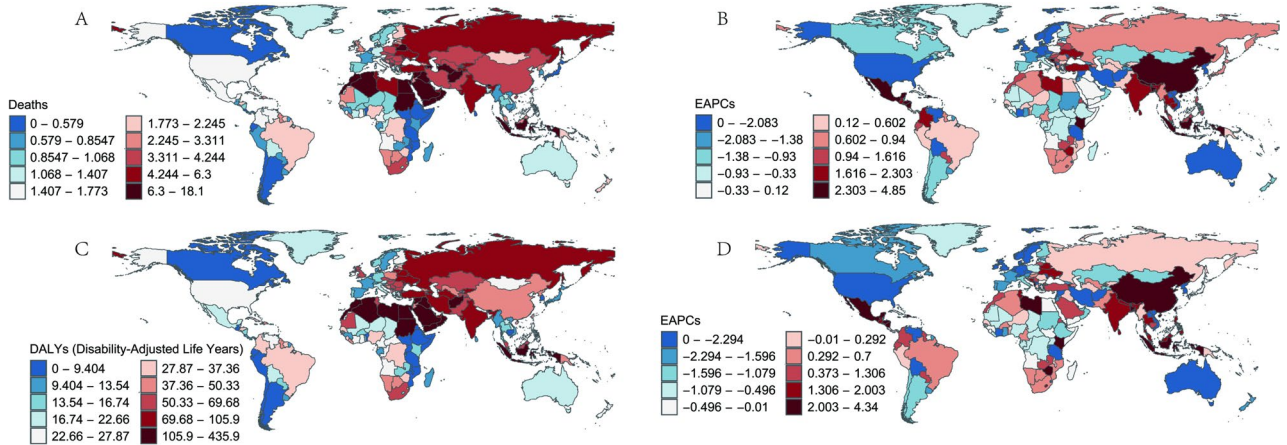 A
Deaths
0 – 0.579
0.579 – 0.8547
0.8547 – 1.068
1.068 – 1.407
1.407 – 1.773
1.773 – 2.245
2.245 – 3.311
3.311 – 4.244
4.244 – 6.3
6.3 – 18.1
B
EAPCs
0 – –2.083
–2.083 – –1.38
–1.38 – –0.93
–0.93 – –0.33
–0.33 – 0.12
0.12 – 0.602
0.602 – 0.94
0.94 – 1.616
1.616 – 2.303
2.303 – 4.85
C
DALYs (Disability-Adjusted Life Years)
0 – 9.404
9.404 – 13.54
13.54 – 16.74
16.74 – 22.66
22.66 – 27.87
27.87 – 37.36
37.36 – 50.33
50.33 – 69.68
69.68 – 105.9
105.9 – 435.9
D
EAPCs
0 – –2.294
–2.294 – –1.596
–1.596 – –1.079
–1.079 – –0.496
–0.496 – –0.01
–0.01 – 0.292
0.292 – 0.7
0.373 – 1.306
1.306 – 2.003
2.003 – 4.34